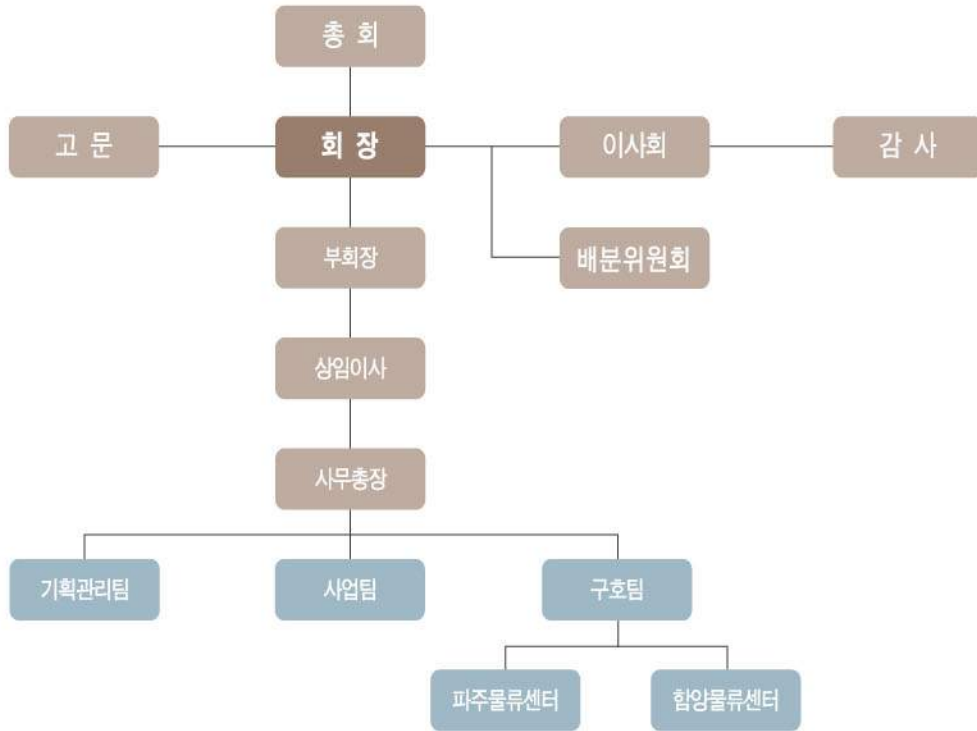 총 회
고 문
회 장
이사회
감 사
부회장
배분위원회
상임이사
사무총장
기획관리팀
사업팀
구호팀
파주물류센터
함양물류센터